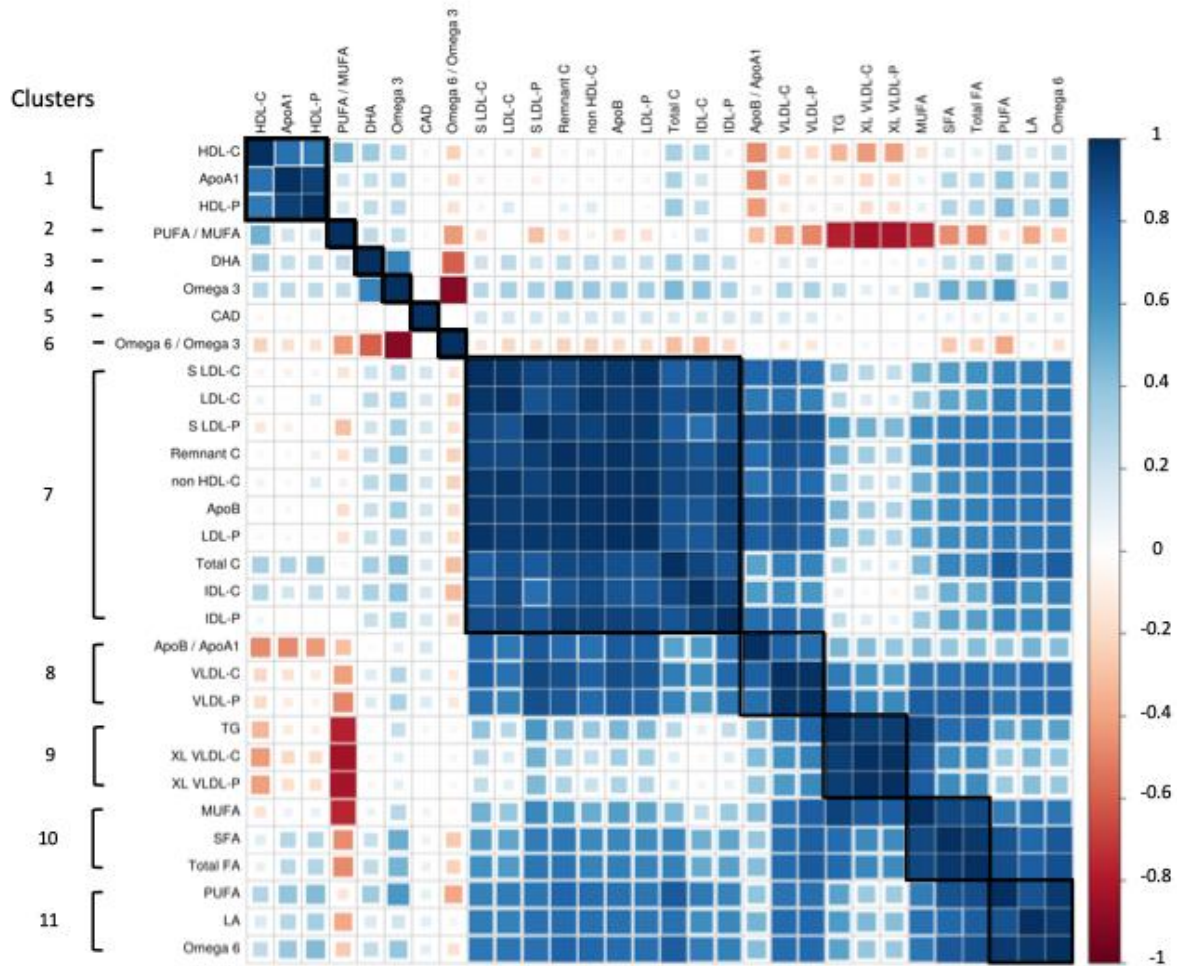 Clusters
HDL-C
ApoA1
HDL-P
PUFA / MUFA
DHA
Omega 3
CAD
Omega 6 / Omega 3
S LDL-C
LDL-C
S LDL-P
Remnant C
non HDL-C
ApoB
LDL-P
Total C
IDL-C
IDL-P
ApoB / ApoA1
VLDL-C
VLDL-P
TG
XL VLDL-C
XL VLDL-P
MUFA
SFA
Total FA
PUFA
LA
Omega 6
1
HDL-C
ApoA1
HDL-P
2
PUFA / MUFA
3
DHA
4
Omega 3
5
CAD
6
Omega 6 / Omega 3
7
S LDL-C
LDL-C
S LDL-P
Remnant C
non HDL-C
ApoB
LDL-P
Total C
IDL-C
IDL-P
8
ApoB / ApoA1
VLDL-C
VLDL-P
9
TG
XL VLDL-C
XL VLDL-P
10
MUFA
SFA
Total FA
11
PUFA
LA
Omega 6
1
0.8
0.6
0.4
0.2
0
-0.2
-0.4
-0.6
-0.8
-1